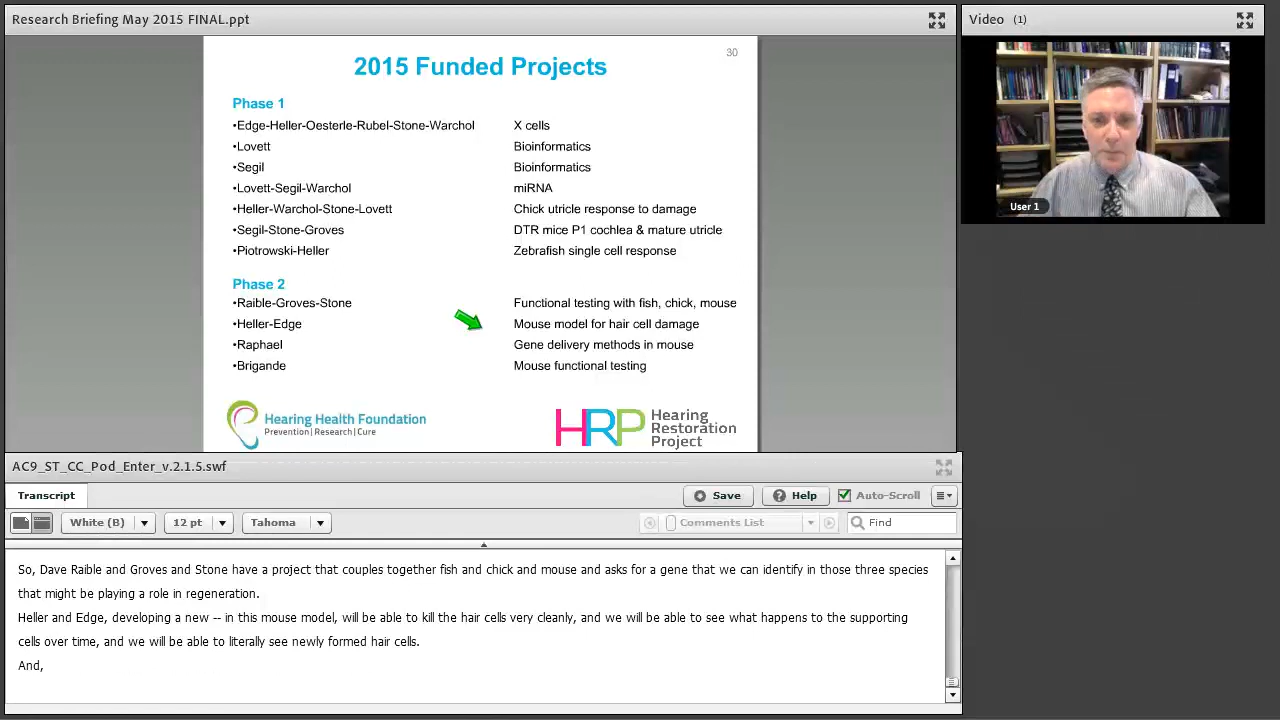 Research Briefing May 2015 FINAL.ppt
Video (1)
30
2015 Funded Projects
Phase 1
•Edge-Heller-Oesterle-Rubel-Stone-Warchol X cells
•Lovett Bioinformatics
•Segil Bioinformatics
•Lovett-Segil-Warchol miRNA
•Heller-Warchol-Stone-Lovett Chick utricle response to damage
•Segil-Stone-Groves DTR mice P1 cochlea & mature utricle
•Piotrowski-Heller Zebrafish single cell response
Phase 2
•Raible-Groves-Stone Functional testing with fish, chick, mouse
•Heller-Edge Mouse model for hair cell damage
•Raphael Gene delivery methods in mouse
•Brigande Mouse functional testing
Hearing Health Foundation
Prevention|Research|Cure
HRP Hearing
Restoration
Project
User 1
AC9_ST_CC_Pod_Enter_v.2.1.5.swf
Transcript Save Help Auto-Scroll
White (B) 12 pt Tahoma Comments List Find
So, Dave Raible and Groves and Stone have a project that couples together fish and chick and mouse and asks for a gene that we can identify in those three species
that might be playing a role in regeneration.
Heller and Edge, developing a new -- in this mouse model, will be able to kill the hair cells very cleanly, and we will be able to see what happens to the supporting
cells over time, and we will be able to literally see newly formed hair cells.
And,